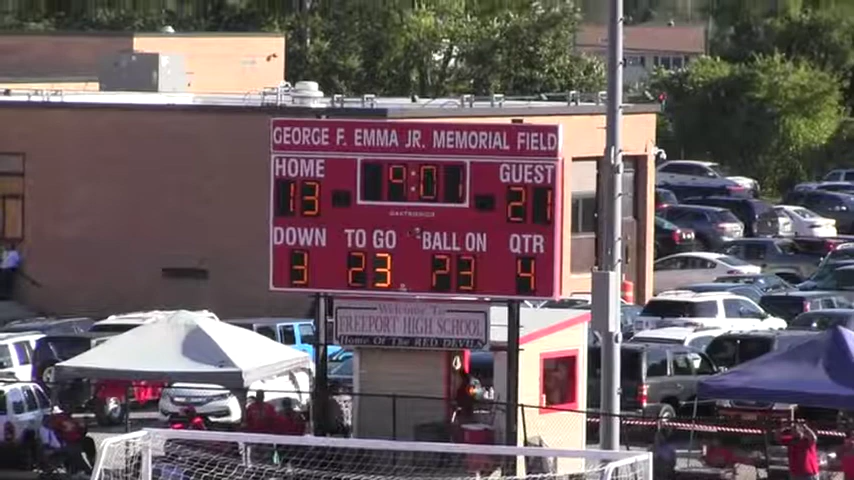 GEORGE F. EMMA JR. MEMORIAL FIELD
HOME 9:01 GUEST
13 21
DOWN TO GO BALL ON QTR
3 23 23 4
Welcome To
FREEPORT HIGH SCHOOL
Home Of The RED DEVILS